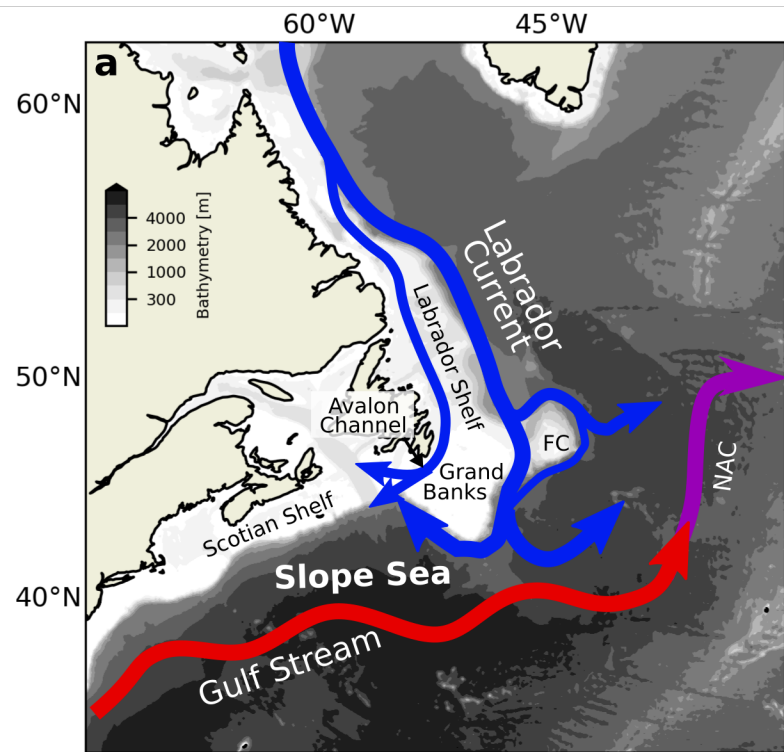 60°W 45°W
a
60°N
50°N
40°N
4000
2000
1000
300
Bathymetry [m]
Labrador
Current
Labrador Shelf
Avalon
Channel
FC
Grand
Banks
NAC
Scotian Shelf
Slope Sea
Gulf Stream